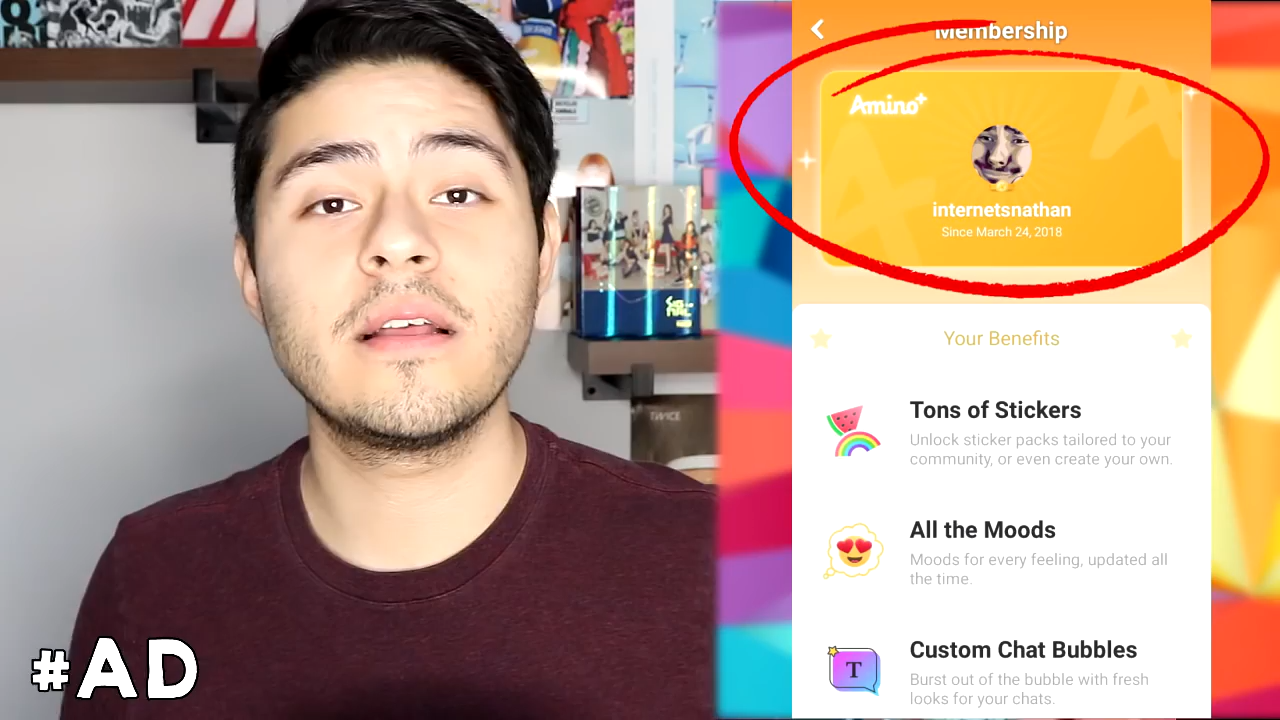 Membership
Amino+
internetsnathan
Since March 24, 2018
Your Benefits
Tons of Stickers
Unlock sticker packs tailored to your
community, or even create your own.
All the Moods
Moods for every feeling, updated all
the time.
Custom Chat Bubbles
T
Burst out of the bubble with fresh
looks for your chats.
TWICE
#AD